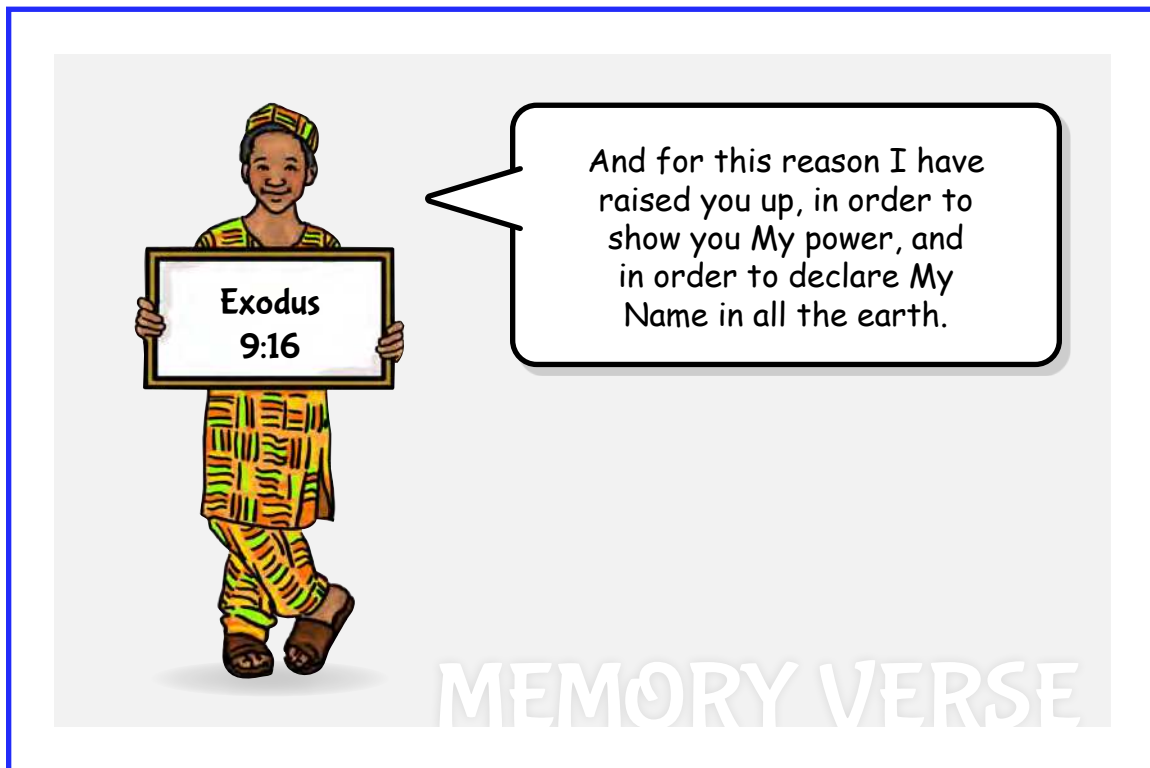 Exodus
9:16
And for this reason I have
raised you up, in order to
show you My power, and
in order to declare My
Name in all the earth.
MEMORY VERSE